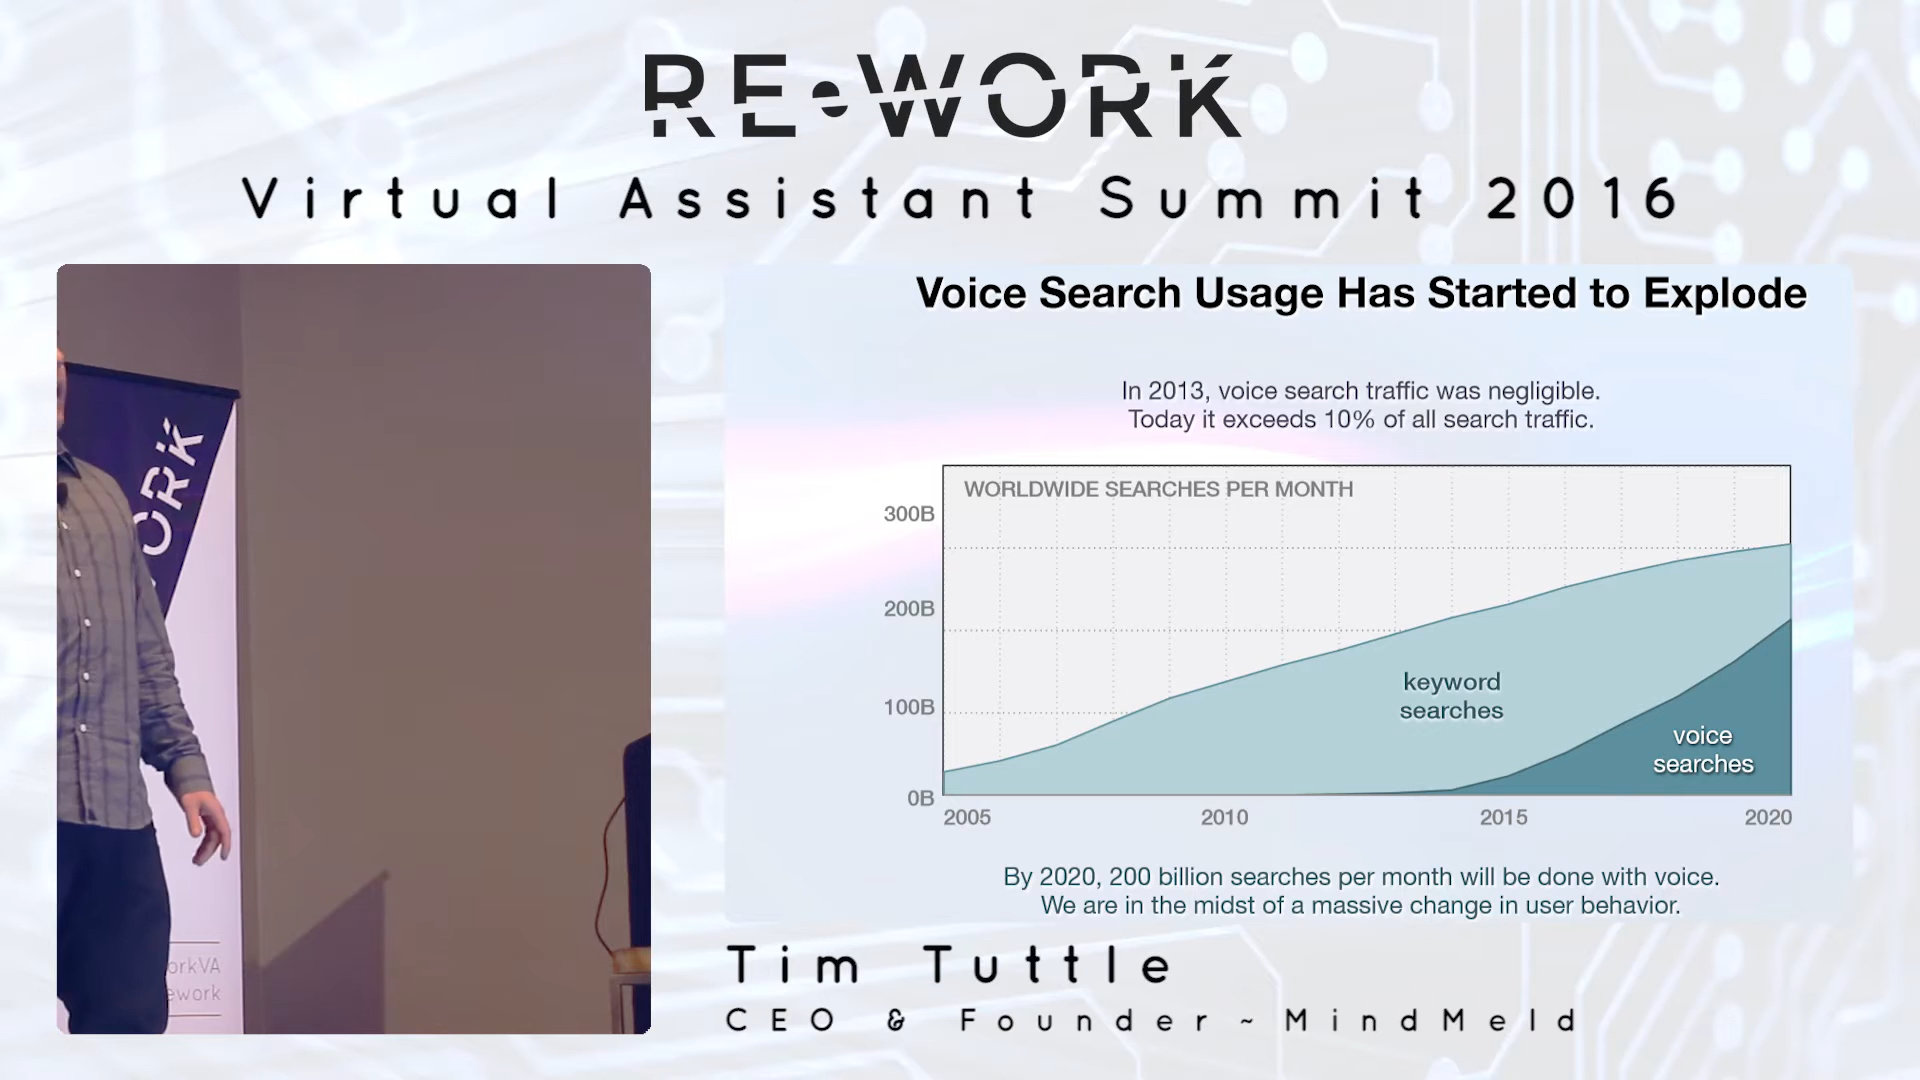 RE•WORK
Virtual Assistant Summit 2016
ORK
orkVA
ework
Voice Search Usage Has Started to Explode
In 2013, voice search traffic was negligible.
Today it exceeds 10% of all search traffic.
WORLDWIDE SEARCHES PER MONTH
300B
200B
100B
0B
keyword
searches
voice
searches
2005 2010 2015 2020
By 2020, 200 billion searches per month will be done with voice.
We are in the midst of a massive change in user behavior.
Tim Tuttle
CEO & Founder ~ MindMeld